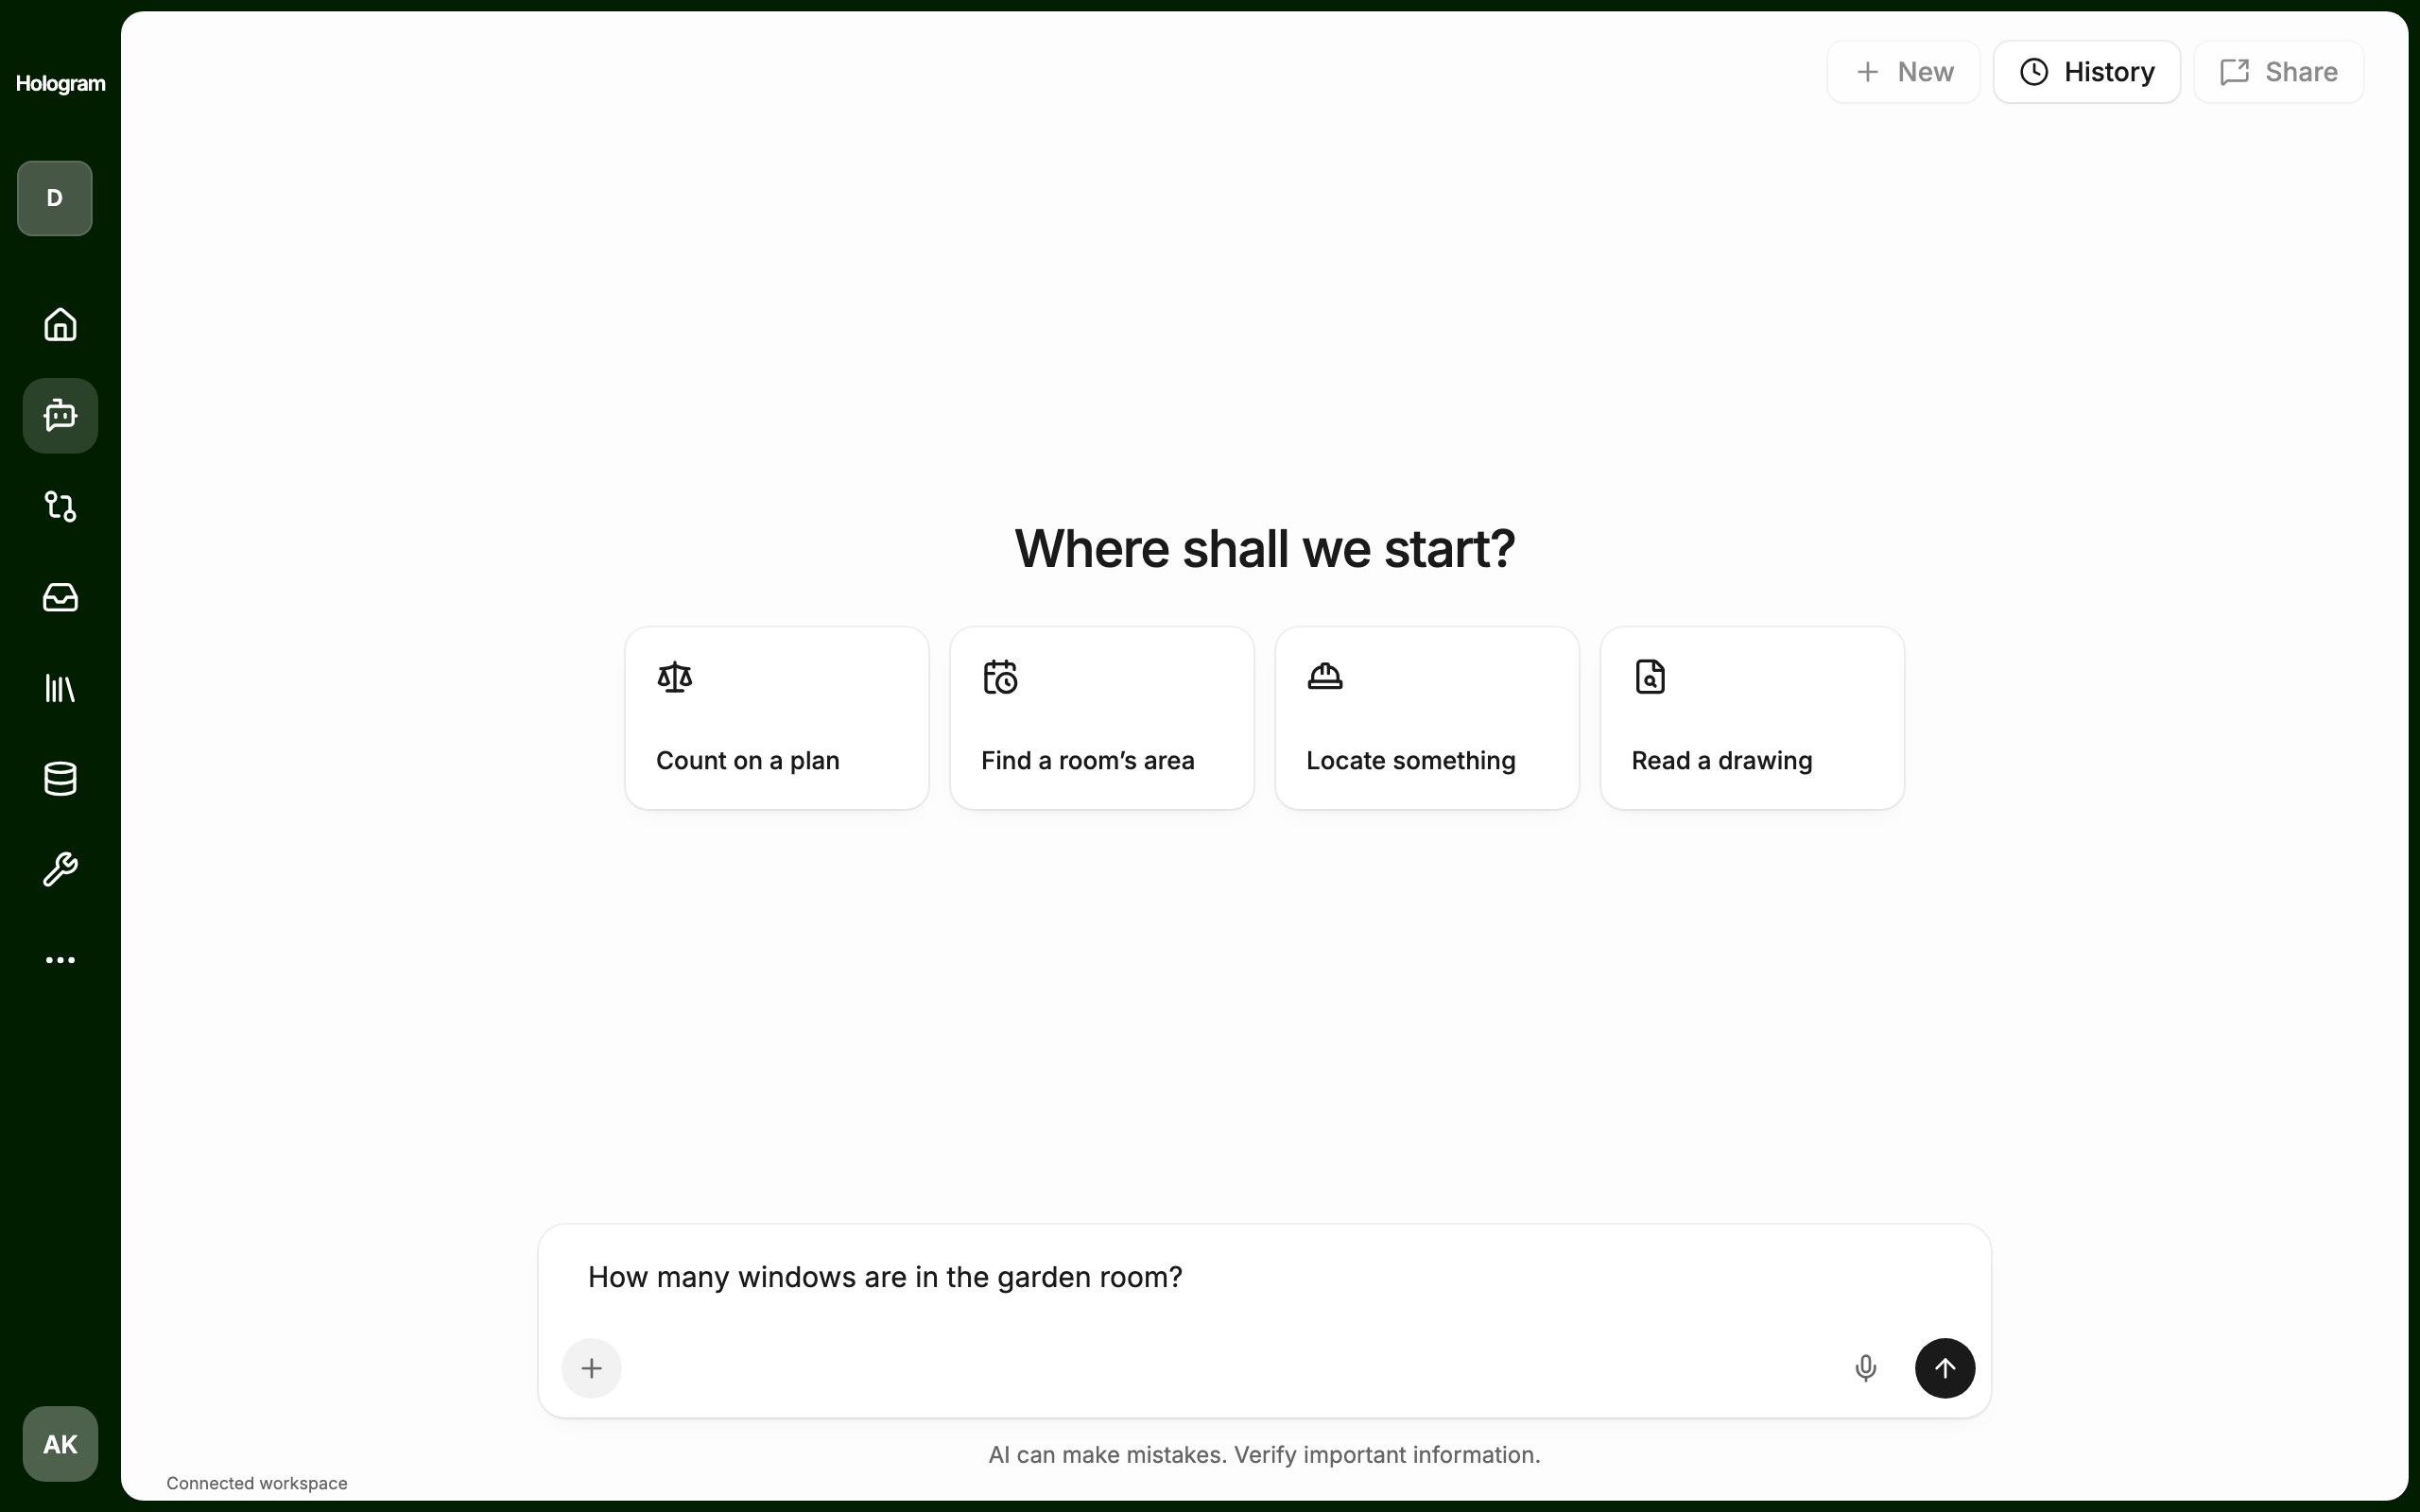 Hologram
D
New
History
Share
Where shall we start?
Count on a plan
Find a room’s area
Locate something
Read a drawing
How many windows are in the garden room?
AI can make mistakes. Verify important information.
AK
Connected workspace